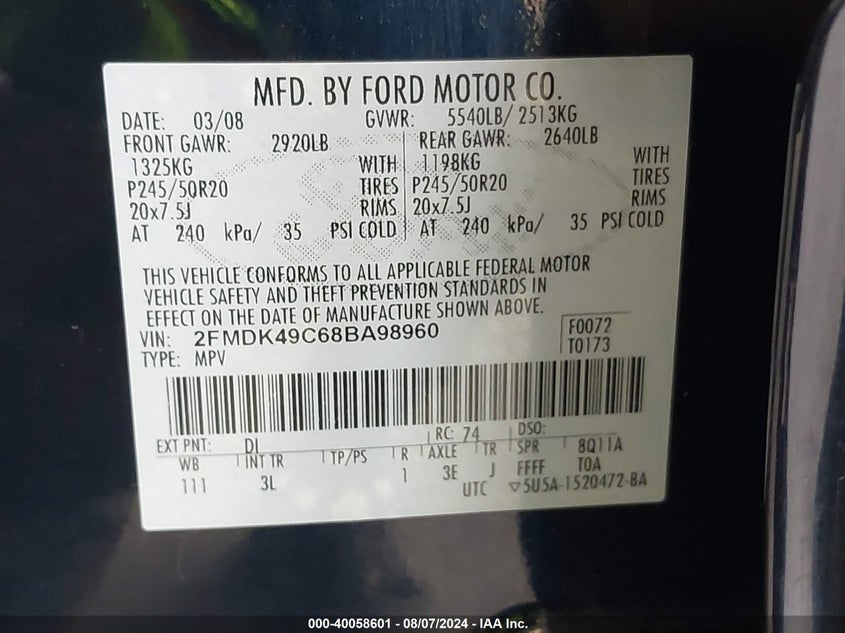 MFD. BY FORD MOTOR CO.
DATE: 03/08 GVWR: 5540LB/ 2513KG
FRONT GAWR: 2920LB REAR GAWR: 2640LB
1325KG WITH 1198KG WITH
P245/50R20 TIRES P245/50R20 TIRES
20x7.5J RIMS 20x7.5J RIMS
AT 240 kPa/ 35 PSI COLD AT 240 kPa/ 35 PSI COLD
THIS VEHICLE CONFORMS TO ALL APPLICABLE FEDERAL MOTOR
VEHICLE SAFETY AND THEFT PREVENTION STANDARDS IN
EFFECT ON THE DATE OF MANUFACTURE SHOWN ABOVE.
VIN: 2FMDK49C68BA98960 F0072
TYPE: MPV T0173
EXT PNT: DI RC: 74 DSO:
WB INT TR TP/PS R AXLE TR SPR 8Q11A
111 3L 1 3E J FFFF TOA
UTC ▽5U5A-1520472-BA
000-40058601 - 08/07/2024 - IAA Inc.